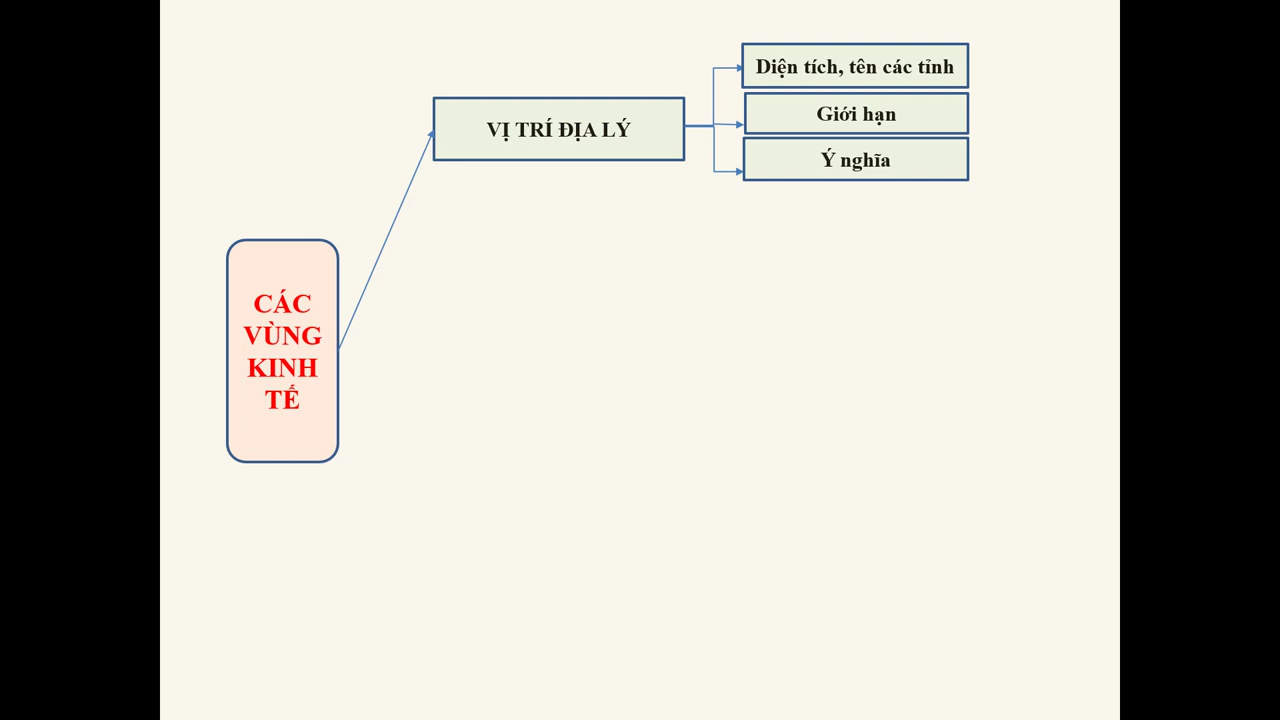 Diện tích, tên các tỉnh
VỊ TRÍ ĐỊA LÝ
Giới hạn
Ý nghĩa
CÁC
VÙNG
KINH
TẾ